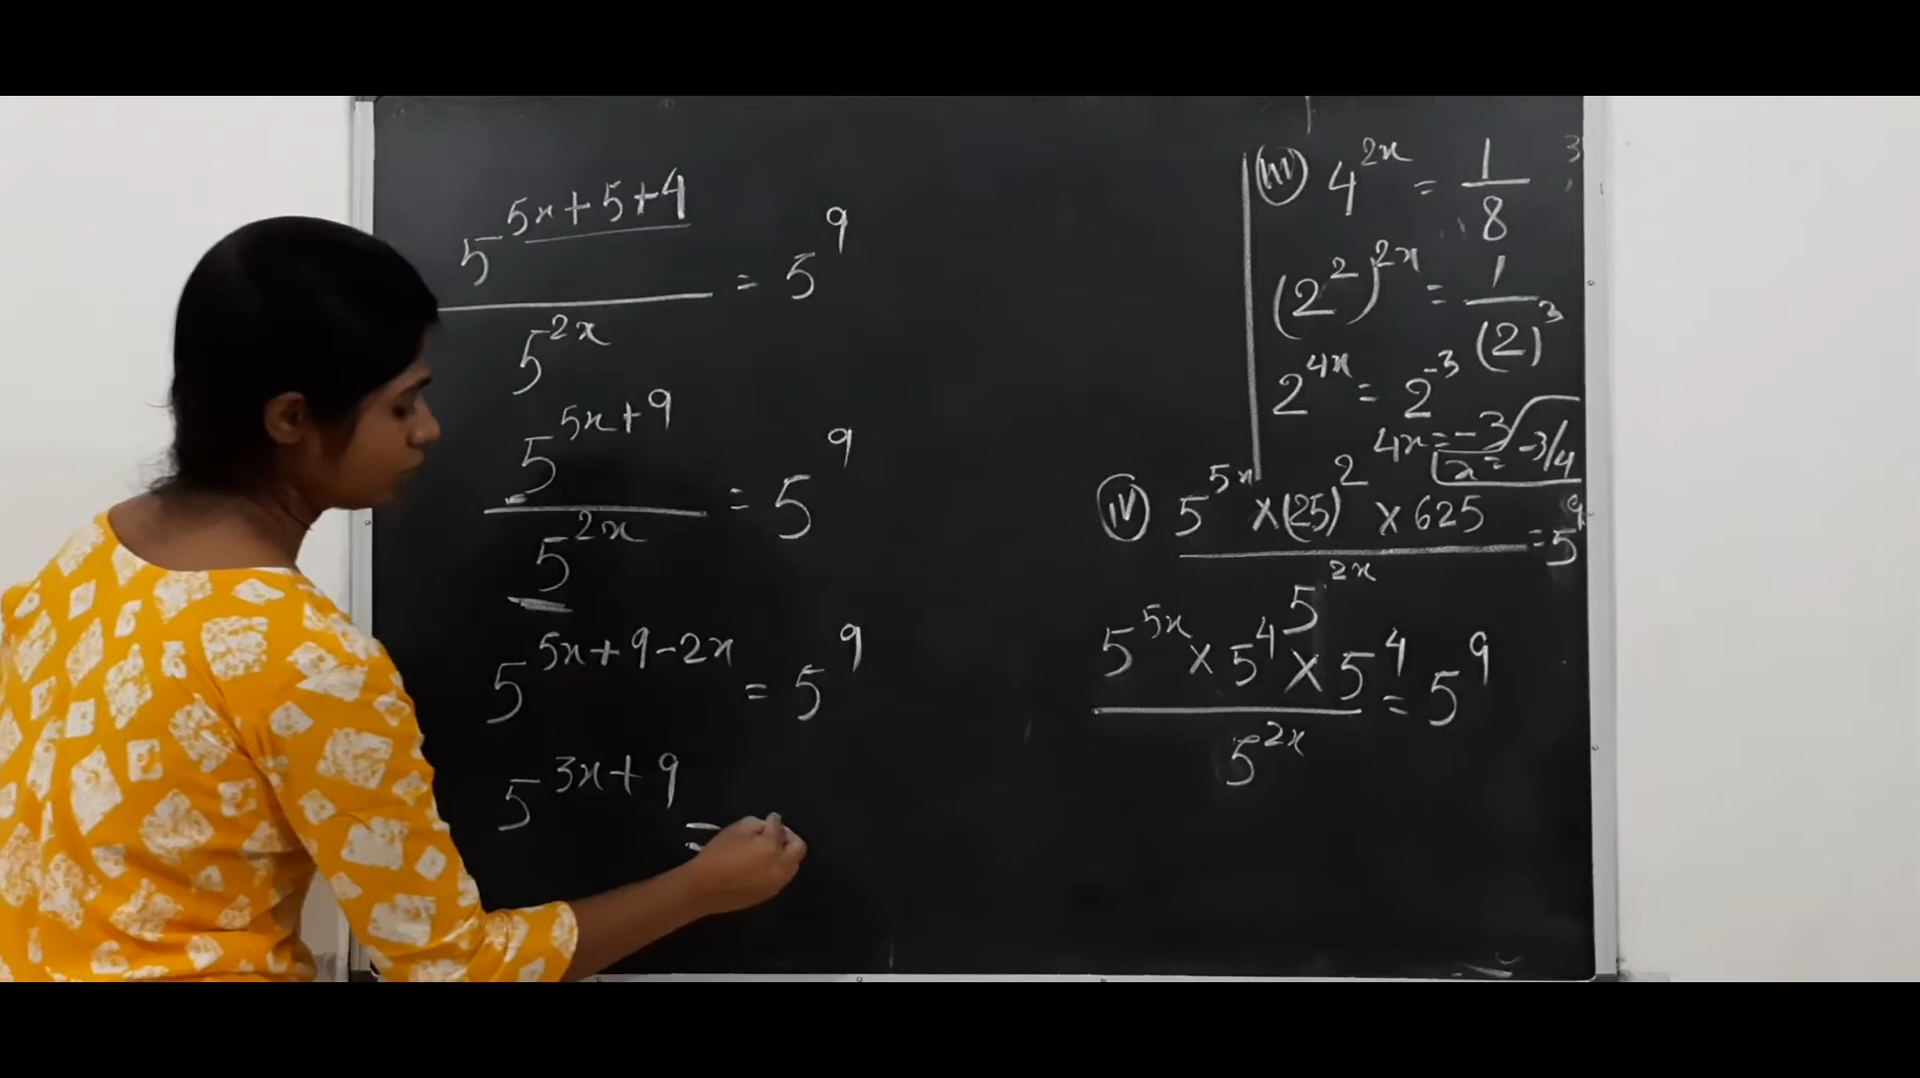 5^(5x+5+4) / 5^(2x) = 5^9
5^(5x+9) / 5^(2x) = 5^9
5^(5x+9-2x) = 5^9
5^(3x+9) =
(iii) 4^(2x) = 1/8
(2^2)^(2x) = 1/(2)^3
2^(4x) = 2^(-3)
4x = -3
x = -3/4
(iv) 5^(5x) × (25)^2 × 625 / 5^(2x) = 5^9
5^(5x) × 5^4 × 5^4 / 5^(2x) = 5^9